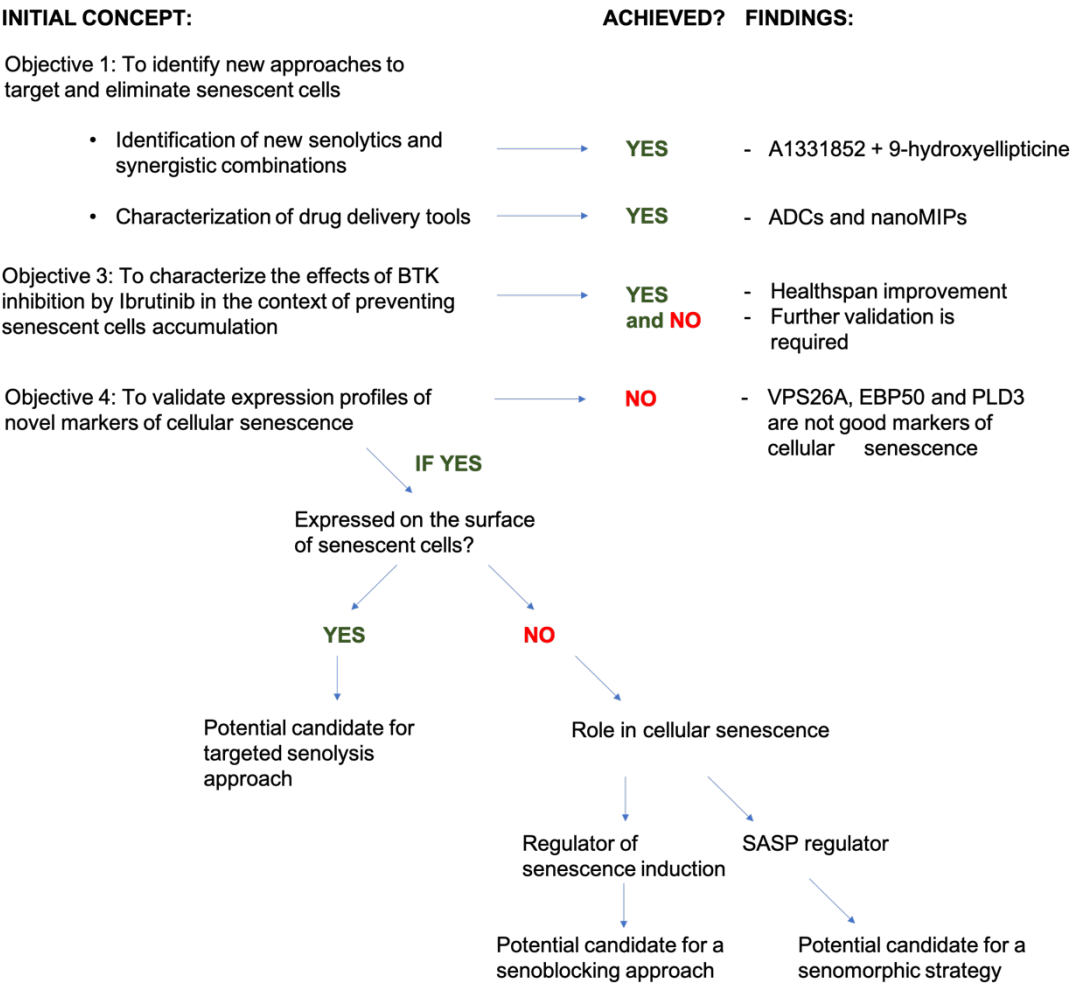 INITIAL CONCEPT: ACHIEVED? FINDINGS:
Objective 1: To identify new approaches to
target and eliminate senescent cells
• Identification of new senolytics and
synergistic combinations
YES
- A1331852 + 9-hydroxyellipticine
• Characterization of drug delivery tools
YES
- ADCs and nanoMIPs
Objective 3: To characterize the effects of BTK
inhibition by Ibrutinib in the context of preventing
senescent cells accumulation
YES
and NO
- Healthspan improvement
- Further validation is
required
Objective 4: To validate expression profiles of
novel markers of cellular senescence
NO
- VPS26A, EBP50 and PLD3
are not good markers of
cellular senescence
IF YES
Expressed on the surface
of senescent cells?
YES
NO
Potential candidate for
targeted senolysis
approach
Role in cellular senescence
Regulator of
senescence induction
SASP regulator
Potential candidate for a
senoblocking approach
Potential candidate for a
senomorphic strategy